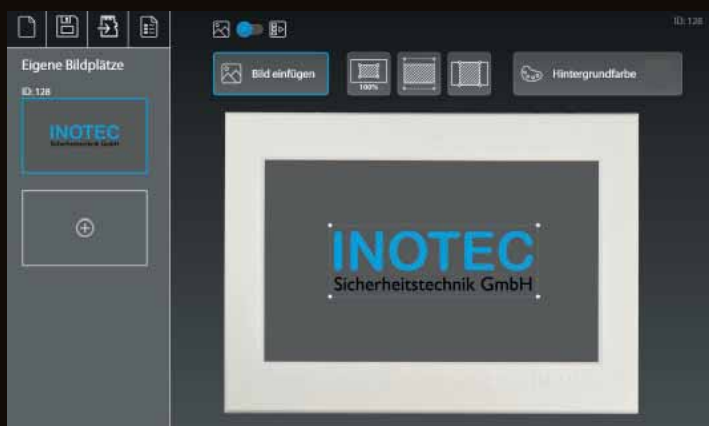 ID: 128
Bild einfügen
100%
Hintergrundfarbe
Eigene Bildplätze
ID: 128
INOTEC
Sicherheitstechnik GmbH
INOTEC
Sicherheitstechnik GmbH